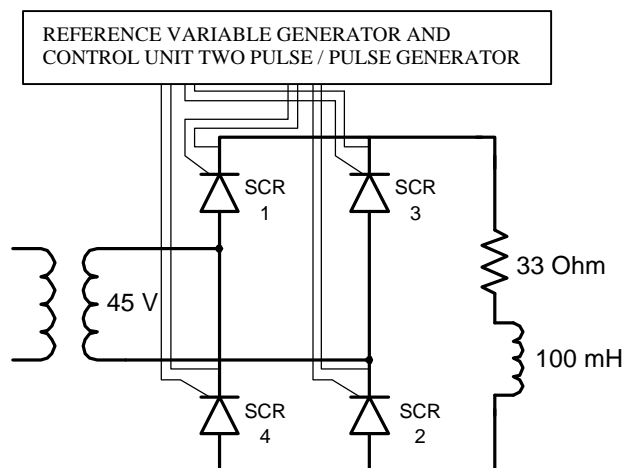 REFERENCE VARIABLE GENERATOR AND
CONTROL UNIT TWO PULSE / PULSE GENERATOR
SCR
1
SCR
3
33 Ohm
45 V
100 mH
SCR
4
SCR
2